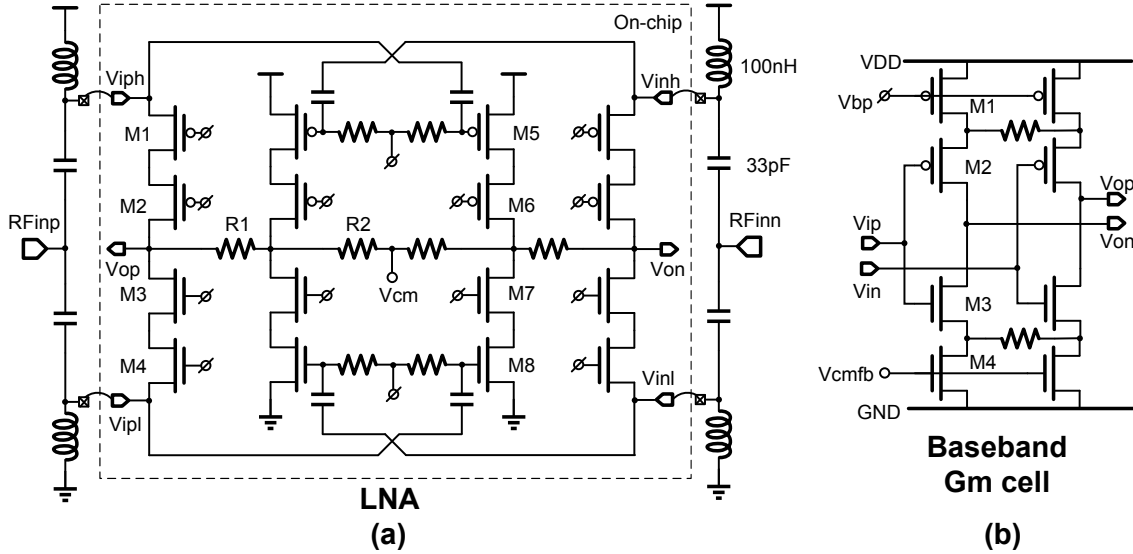 On-chip
Viph
Vinh
100nH
M1
M5
M2
M6
33pF
RFinp
R1
R2
RFinn
Vop
Vcm
Von
M3
M7
M4
M8
Vipl
Vinl
LNA
(a)
VDD
Vbp
M1
M2
Vop
Vip
Von
Vin
M3
Vcmfb
M4
GND
Baseband
Gm cell
(b)